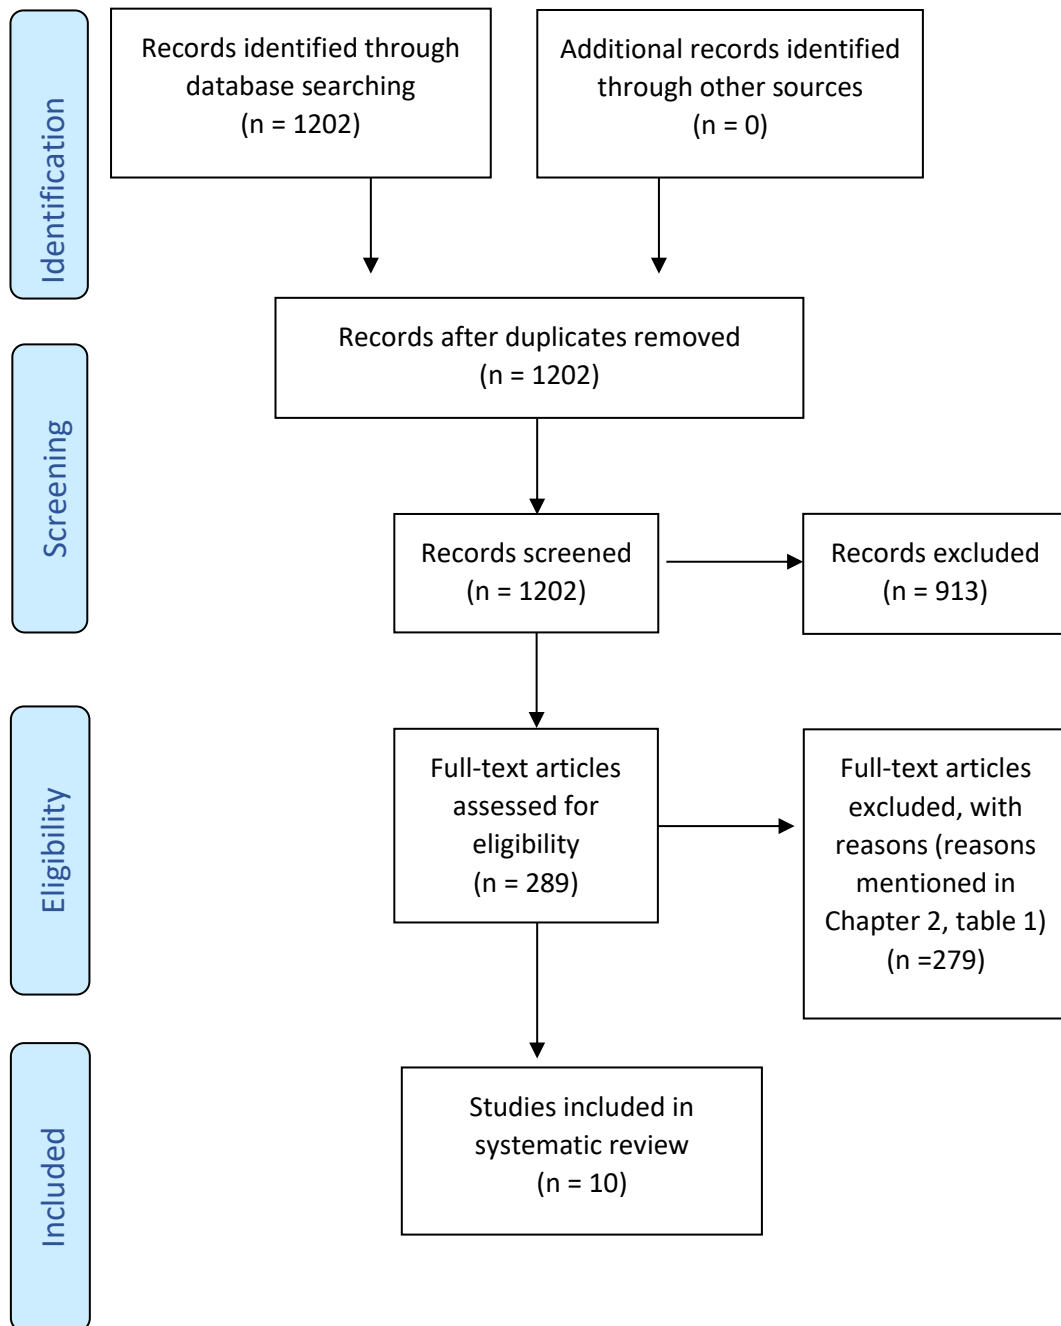 Identification
Records identified through
database searching
(n = 1202)
Additional records identified
through other sources
(n = 0)
Records after duplicates removed
(n = 1202)
Screening
Records screened
(n = 1202)
Records excluded
(n = 913)
Eligibility
Full-text articles
assessed for
eligibility
(n = 289)
Full-text articles
excluded, with
reasons (reasons
mentioned in
Chapter 2, table 1)
(n =279)
Included
Studies included in
systematic review
(n = 10)